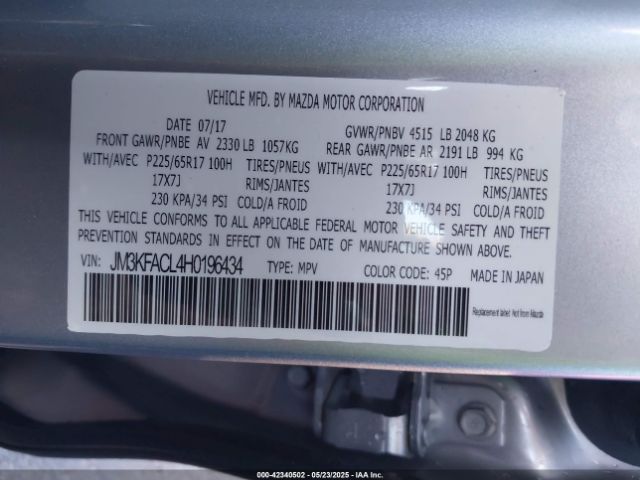 VEHICLE MFD. BY MAZDA MOTOR CORPORATION
DATE 07/17 GVWR/PNBV 4515 LB 2048 KG
FRONT GAWR/PNBE AV 2330 LB 1057KG REAR GAWR/PNBE AR 2191 LB 994 KG
WITH/AVEC P225/65R17 100H TIRES/PNEUS WITH/AVEC P225/65R17 100H TIRES/PNEUS
17X7J RIMS/JANTES 17X7J RIMS/JANTES
230 KPA/34 PSI COLD/A FROID 230 KPA/34 PSI COLD/A FROID
THIS VEHICLE CONFORMS TO ALL APPLICABLE FEDERAL MOTOR VEHICLE SAFETY AND THEFT
PREVENTION STANDARDS IN EFFECT ON THE DATE OF MANUFACTURE SHOWN ABOVE.
VIN: JM3KFACL4H0196434 TYPE: MPV COLOR CODE: 45P MADE IN JAPAN
Replacement label. Not from Mazda
000-42340502 - 05/23/2025 - © IAA, Inc.